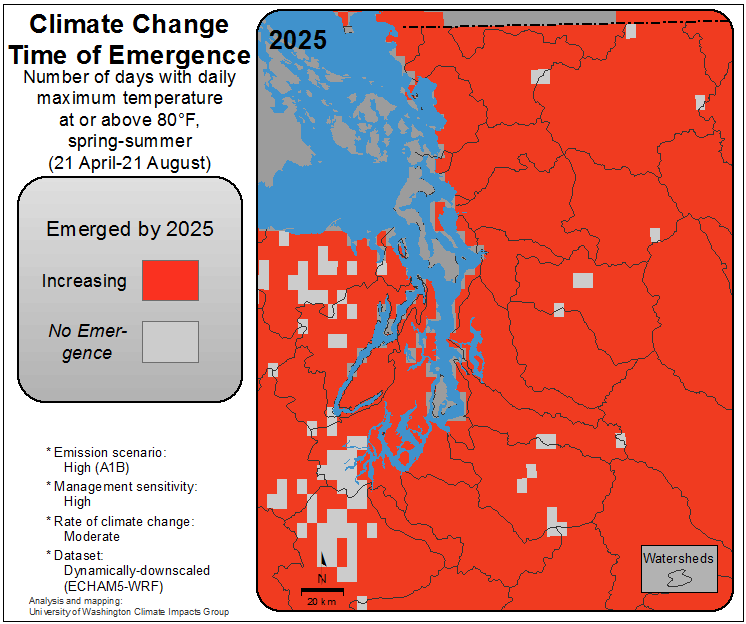 Climate Change
Time of Emergence
Number of days with daily
maximum temperature
at or above 80°F,
spring-summer
(21 April-21 August)
Emerged by 2025
Increasing
No Emer-
gence
* Emission scenario:
High (A1B)
* Management sensitivity:
High
* Rate of climate change:
Moderate
* Dataset:
Dynamically-downscaled
(ECHAM5-WRF)
Analysis and mapping:
University of Washington Climate Impacts Group
2025
N
20 km
Watersheds